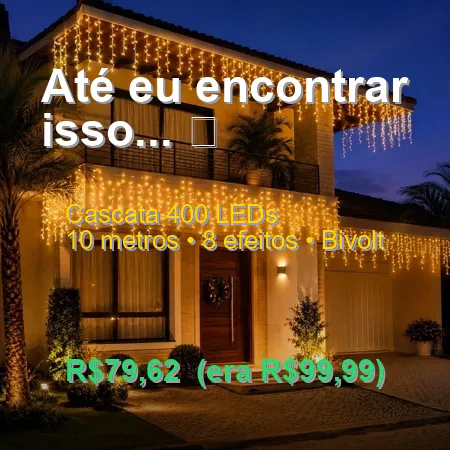 Até eu encontrar
isso... □
Cascata 400 LEDs
10 metros • 8 efeitos • Bivolt
R$79,62 (era R$99,99)